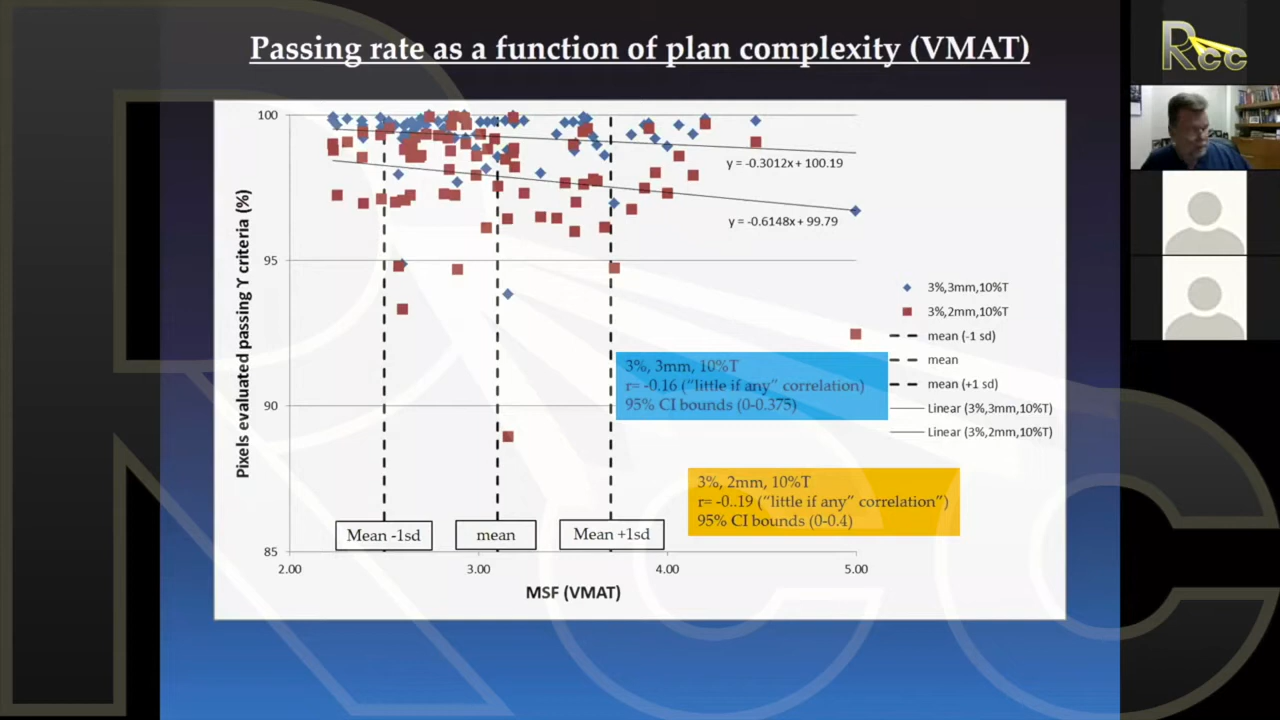 Passing rate as a function of plan complexity (VMAT)
Rcc
100
y = -0.3012x + 100.19
y = -0.6148x + 99.79
95
90
85
Pixels evaluated passing ϒ criteria (%)
3%,3mm,10%T
3%,2mm,10%T
mean (-1 sd)
mean
mean (+1 sd)
Linear (3%,3mm,10%T)
Linear (3%,2mm,10%T)
3%, 3mm, 10%T
r= -0.16 (“little if any” correlation)
95% CI bounds (0-0.375)
3%, 2mm, 10%T
r= -0..19 (“little if any” correlation”)
95% CI bounds (0-0.4)
Mean -1sd
mean
Mean +1sd
2.00
3.00
4.00
5.00
MSF (VMAT)